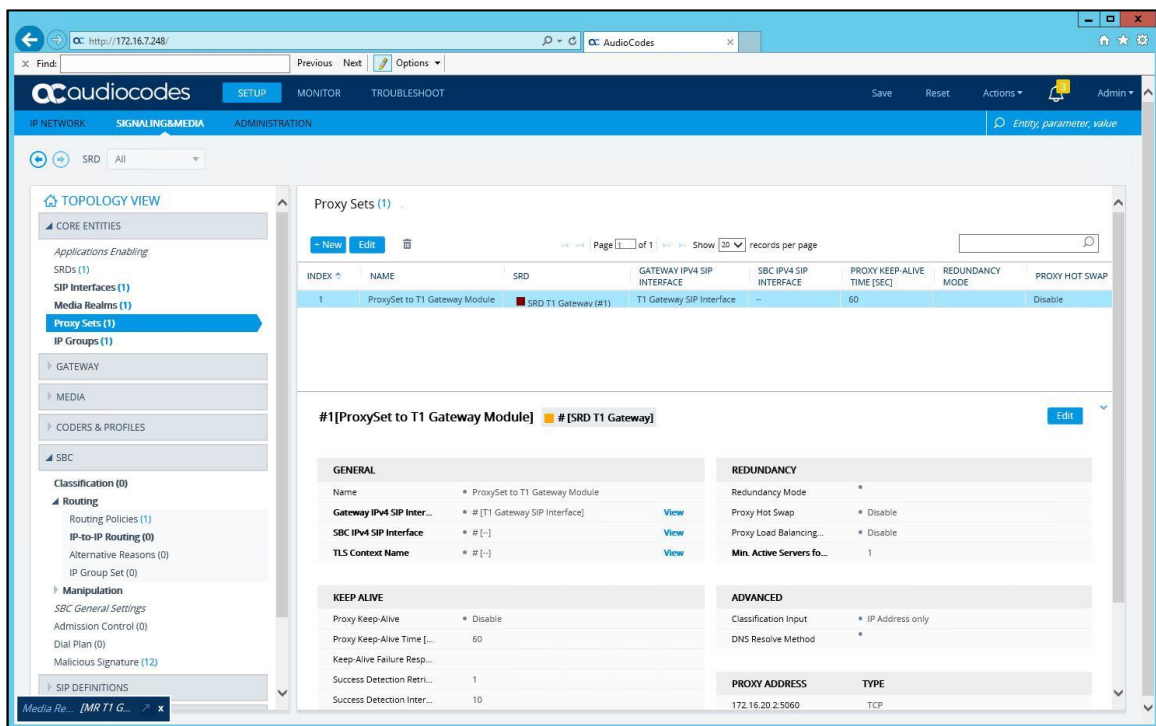 http://172.16.7.248/
AudioCodes
Find:
Previous Next Options
audiocodes
SETUP MONITOR TROUBLESHOOT Save Reset Actions 3 Admin
IP NETWORK SIGNALING&MEDIA ADMINISTRATION Entity, parameter, value
SRD All
TOPOLOGY VIEW
CORE ENTITIES
Applications Enabling
SRDs (1)
SIP Interfaces (1)
Media Realms (1)
Proxy Sets (1)
IP Groups (1)
GATEWAY
MEDIA
CODERS & PROFILES
SBC
Classification (0)
Routing
Routing Policies (1)
IP-to-IP Routing (0)
Alternative Reasons (0)
IP Group Set (0)
Manipulation
SBC General Settings
Admission Control (0)
Dial Plan (0)
Malicious Signature (12)
SIP DEFINITIONS
Media Re... [MR T1 G... x
Proxy Sets (1)
+ New Edit Page 1 of 1 Show 20 records per page
INDEX NAME SRD GATEWAY IPV4 SIP INTERFACE SBC IPV4 SIP INTERFACE PROXY KEEP-ALIVE TIME [SEC] REDUNDANCY MODE PROXY HOT SWAP
1 ProxySet to T1 Gateway Module SRD T1 Gateway (#1) T1 Gateway SIP Interface -- 60 Disable
#1[ProxySet to T1 Gateway Module] # [SRD T1 Gateway] Edit
GENERAL
Name ProxySet to T1 Gateway Module
Gateway IPv4 SIP Inter... # [T1 Gateway SIP Interface] View
SBC IPv4 SIP Interface # [--] View
TLS Context Name # [--] View
KEEP ALIVE
Proxy Keep-Alive Disable
Proxy Keep-Alive Time [... 60
Keep-Alive Failure Resp...
Success Detection Retri... 1
Success Detection Inter... 10
REDUNDANCY
Redundancy Mode
Proxy Hot Swap Disable
Proxy Load Balancing... Disable
Min. Active Servers fo... 1
ADVANCED
Classification Input IP Address only
DNS Resolve Method
PROXY ADDRESS TYPE
172.16.20.2:5060 TCP